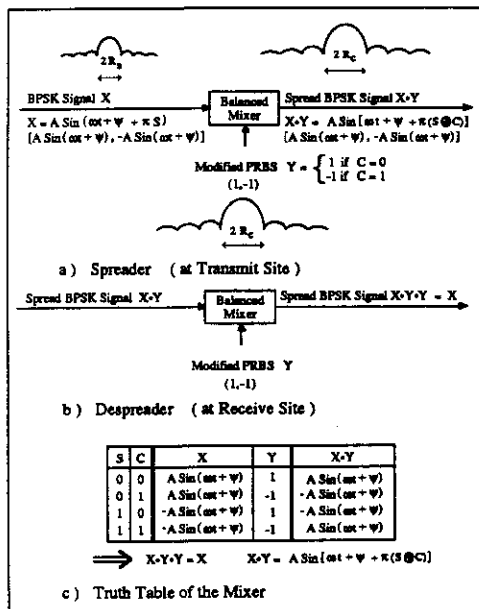 2 Rs
2 Rc
BPSK Signal X
Balanced Mixer
Spread BPSK Signal X•Y
X = A Sin (ωt + Ψ + π S)
[A Sin(ωt + Ψ), -A Sin(ωt + Ψ)]
X•Y = A Sin[ωt + Ψ + π(S⊕C)]
[A Sin(ωt + Ψ), -A Sin(ωt + Ψ)]
Modified PRBS Y = { 1 if C = 0
-1 if C = 1
(1,-1)
2 Rc
a ) Spreader ( at Transmit Site )
Spread BPSK Signal X•Y
Balanced Mixer
Spread BPSK Signal X•Y•Y = X
Modified PRBS Y
(1,-1)
b ) Despreader ( at Receive Site )
S C X Y X•Y
0 0 A Sin(ωt + Ψ) 1 A Sin(ωt + Ψ)
0 1 A Sin(ωt + Ψ) -1 -A Sin(ωt + Ψ)
1 0 -A Sin(ωt + Ψ) 1 -A Sin(ωt + Ψ)
1 1 -A Sin(ωt + Ψ) -1 A Sin(ωt + Ψ)
⇒ X•Y•Y = X X•Y = A Sin[ωt + Ψ + π(S⊕C)]
c ) Truth Table of the Mixer